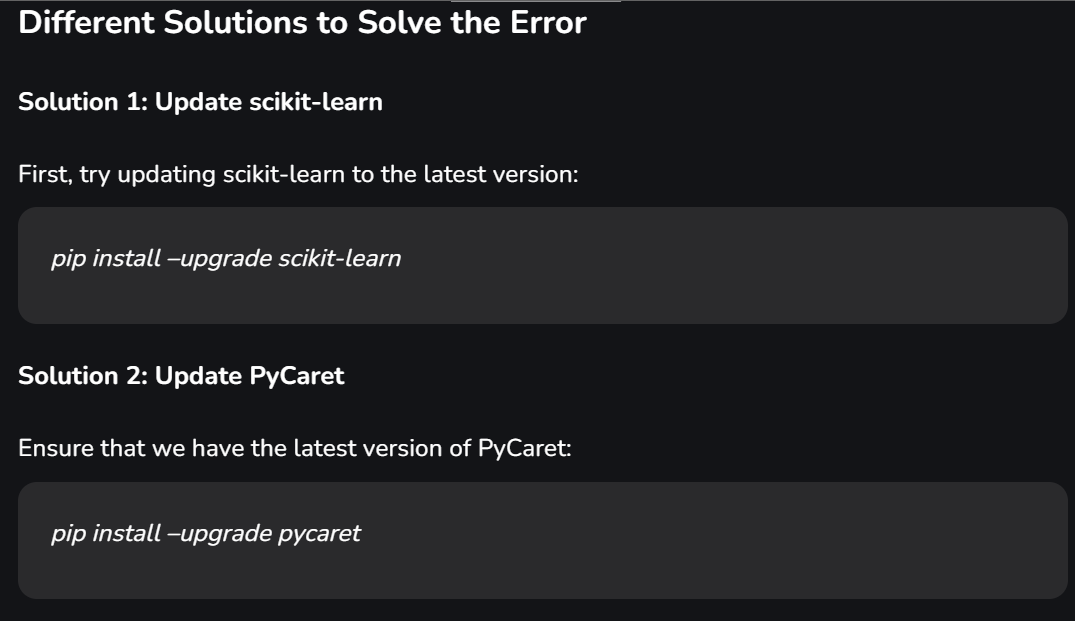 Different Solutions to Solve the Error
Solution 1: Update scikit-learn
First, try updating scikit-learn to the latest version:
pip install –upgrade scikit-learn
Solution 2: Update PyCaret
Ensure that we have the latest version of PyCaret:
pip install –upgrade pycaret